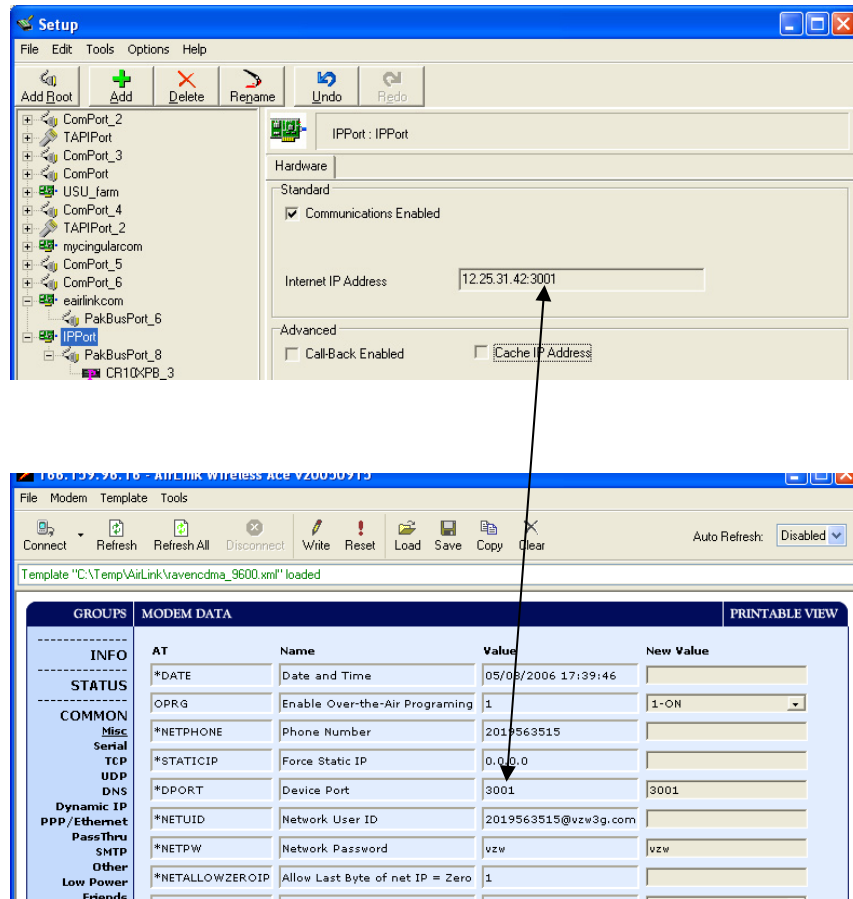 Setup
File Edit Tools Options Help
Add Root Add Delete Rename Undo Redo
ComPort_2
TAPIPort
ComPort_3
ComPort
USU_farm
ComPort_4
TAPIPort_2
mycingularcom
ComPort_5
ComPort_6
eairlinkcom
PakBusPort_6
IPPort
PakBusPort_8
CR10XPB_3
IPPort : IPPort
Hardware
Standard
Communications Enabled
Internet IP Address 12.25.31.42:3001
Advanced
Call-Back Enabled Cache IP Address
166.159.96.16 - AirLink Wireless Ace v20050915
File Modem Template Tools
Connect Refresh Refresh All Disconnect Write Reset Load Save Copy Clear Auto Refresh: Disabled
Template "C:\Temp\AirLink\ravencdma_9600.xml" loaded
GROUPS MODEM DATA PRINTABLE VIEW
INFO
STATUS
COMMON
Misc
Serial
TCP
UDP
DNS
Dynamic IP
PPP/Ethernet
PassThru
SMTP
Other
Low Power
Friends
AT Name Value New Value
*DATE Date and Time 05/08/2006 17:39:46
OPRG Enable Over-the-Air Programing 1 1-ON
*NETPHONE Phone Number 2019563515
*STATICIP Force Static IP 0.0.0.0
*DPORT Device Port 3001 3001
*NETUID Network User ID 2019563515@vzw3g.com
*NETPW Network Password vzw vzw
*NETALLOWZEROIP Allow Last Byte of net IP = Zero 1